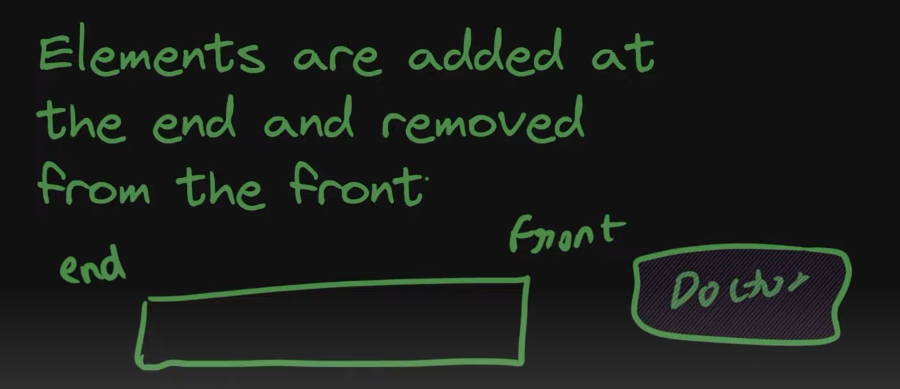 Elements are added at
the end and removed
from the front
front
end
Doctor